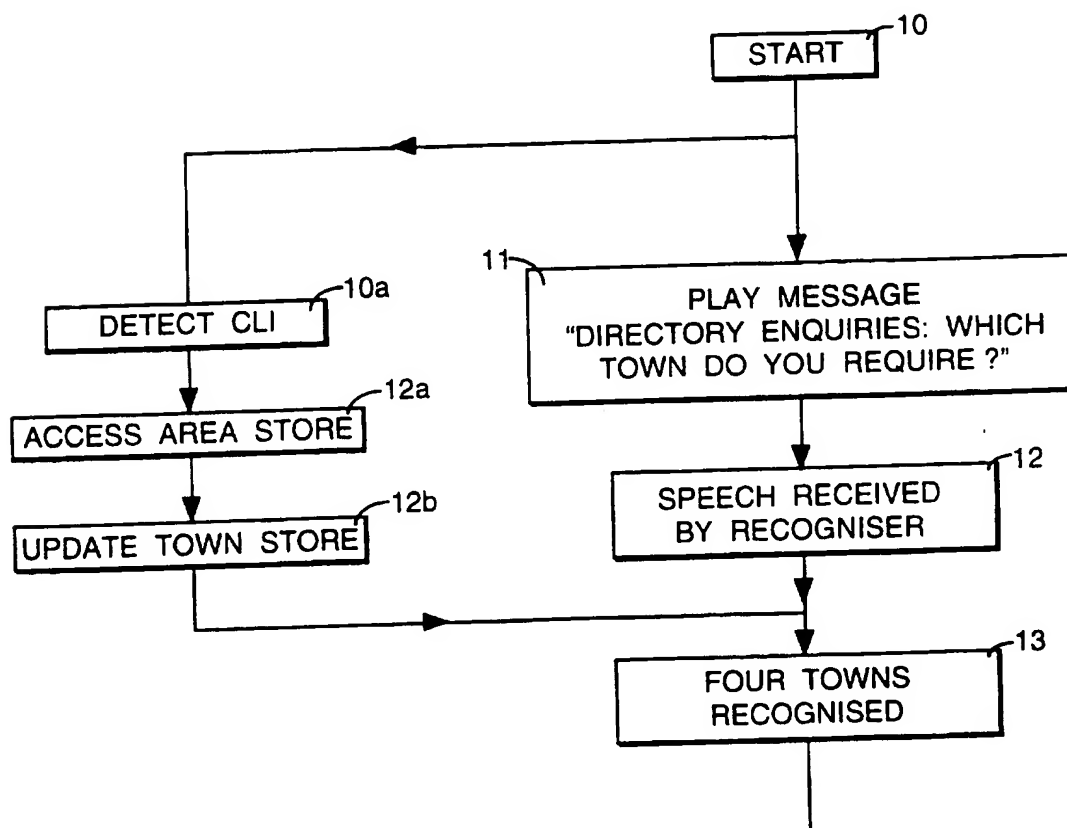 10
START
11
PLAY MESSAGE
“DIRECTORY ENQUIRIES: WHICH
TOWN DO YOU REQUIRE ?”
10a
DETECT CLI
12a
ACCESS AREA STORE
12
SPEECH RECEIVED
BY RECOGNISER
12b
UPDATE TOWN STORE
13
FOUR TOWNS
RECOGNISED